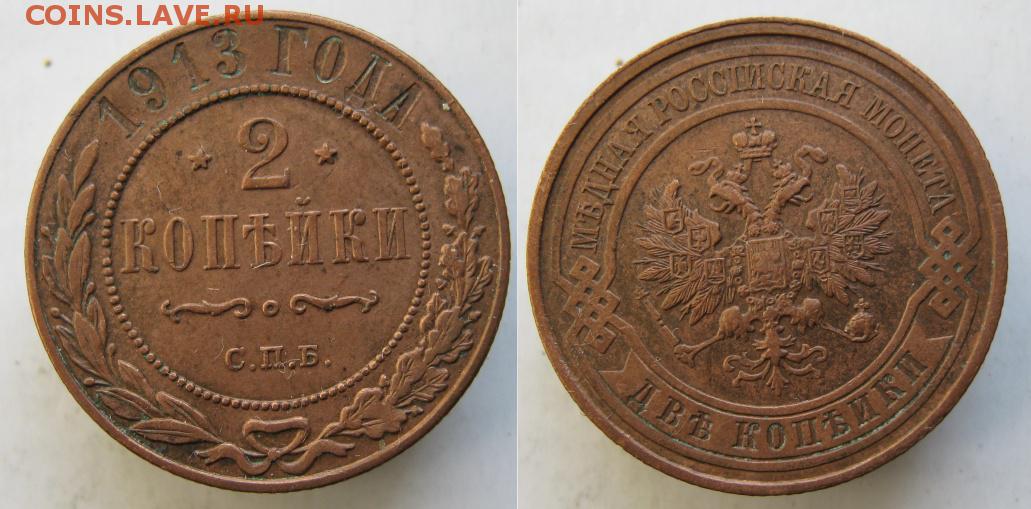 COINS.LAVE.RU
1913 ГОДА
2
КОПѢЙКИ
С.П.Б.
МѢДНАЯ РОССІЙСКАЯ МОНЕТА
ДВѢ КОПѢЙКИ